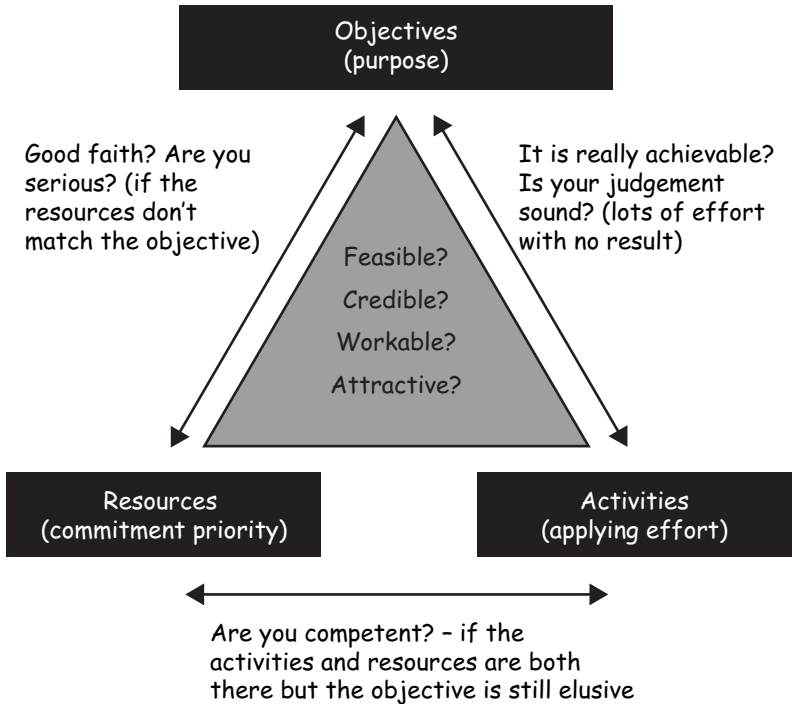 Objectives
(purpose)
Good faith? Are you
serious? (if the
resources don't
match the objective)
It is really achievable?
Is your judgement
sound? (lots of effort
with no result)
Feasible?
Credible?
Workable?
Attractive?
Resources
(commitment priority)
Activities
(applying effort)
Are you competent? – if the
activities and resources are both
there but the objective is still elusive